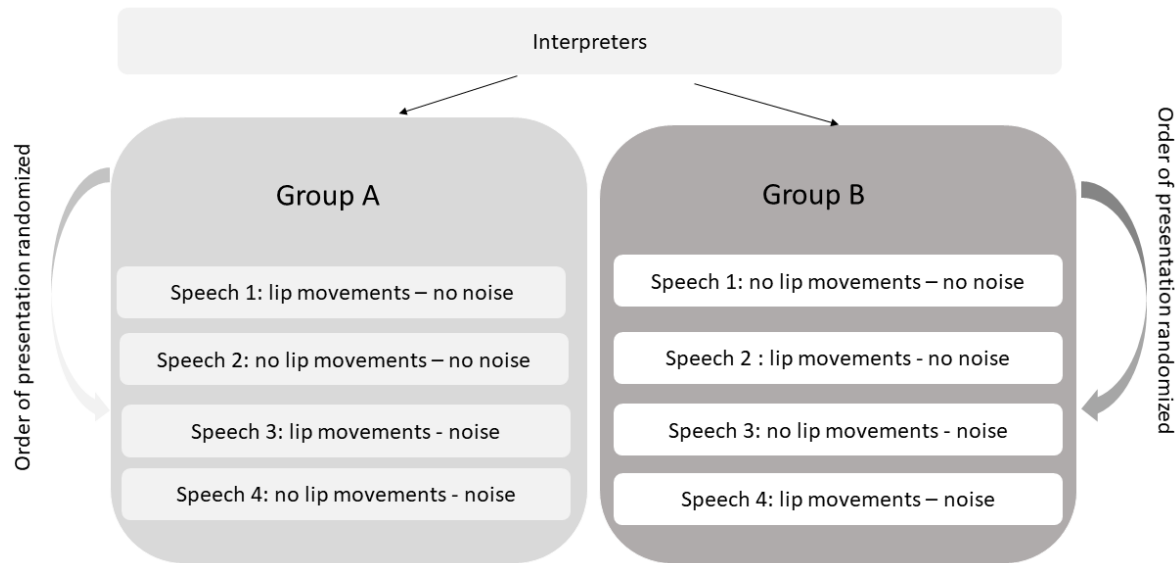 Interpreters
Order of presentation randomized
Group A
Speech 1: lip movements – no noise
Speech 2: no lip movements – no noise
Speech 3: lip movements - noise
Speech 4: no lip movements - noise
Group B
Speech 1: no lip movements – no noise
Speech 2 : lip movements - no noise
Speech 3: no lip movements - noise
Speech 4: lip movements – noise
Order of presentation randomized